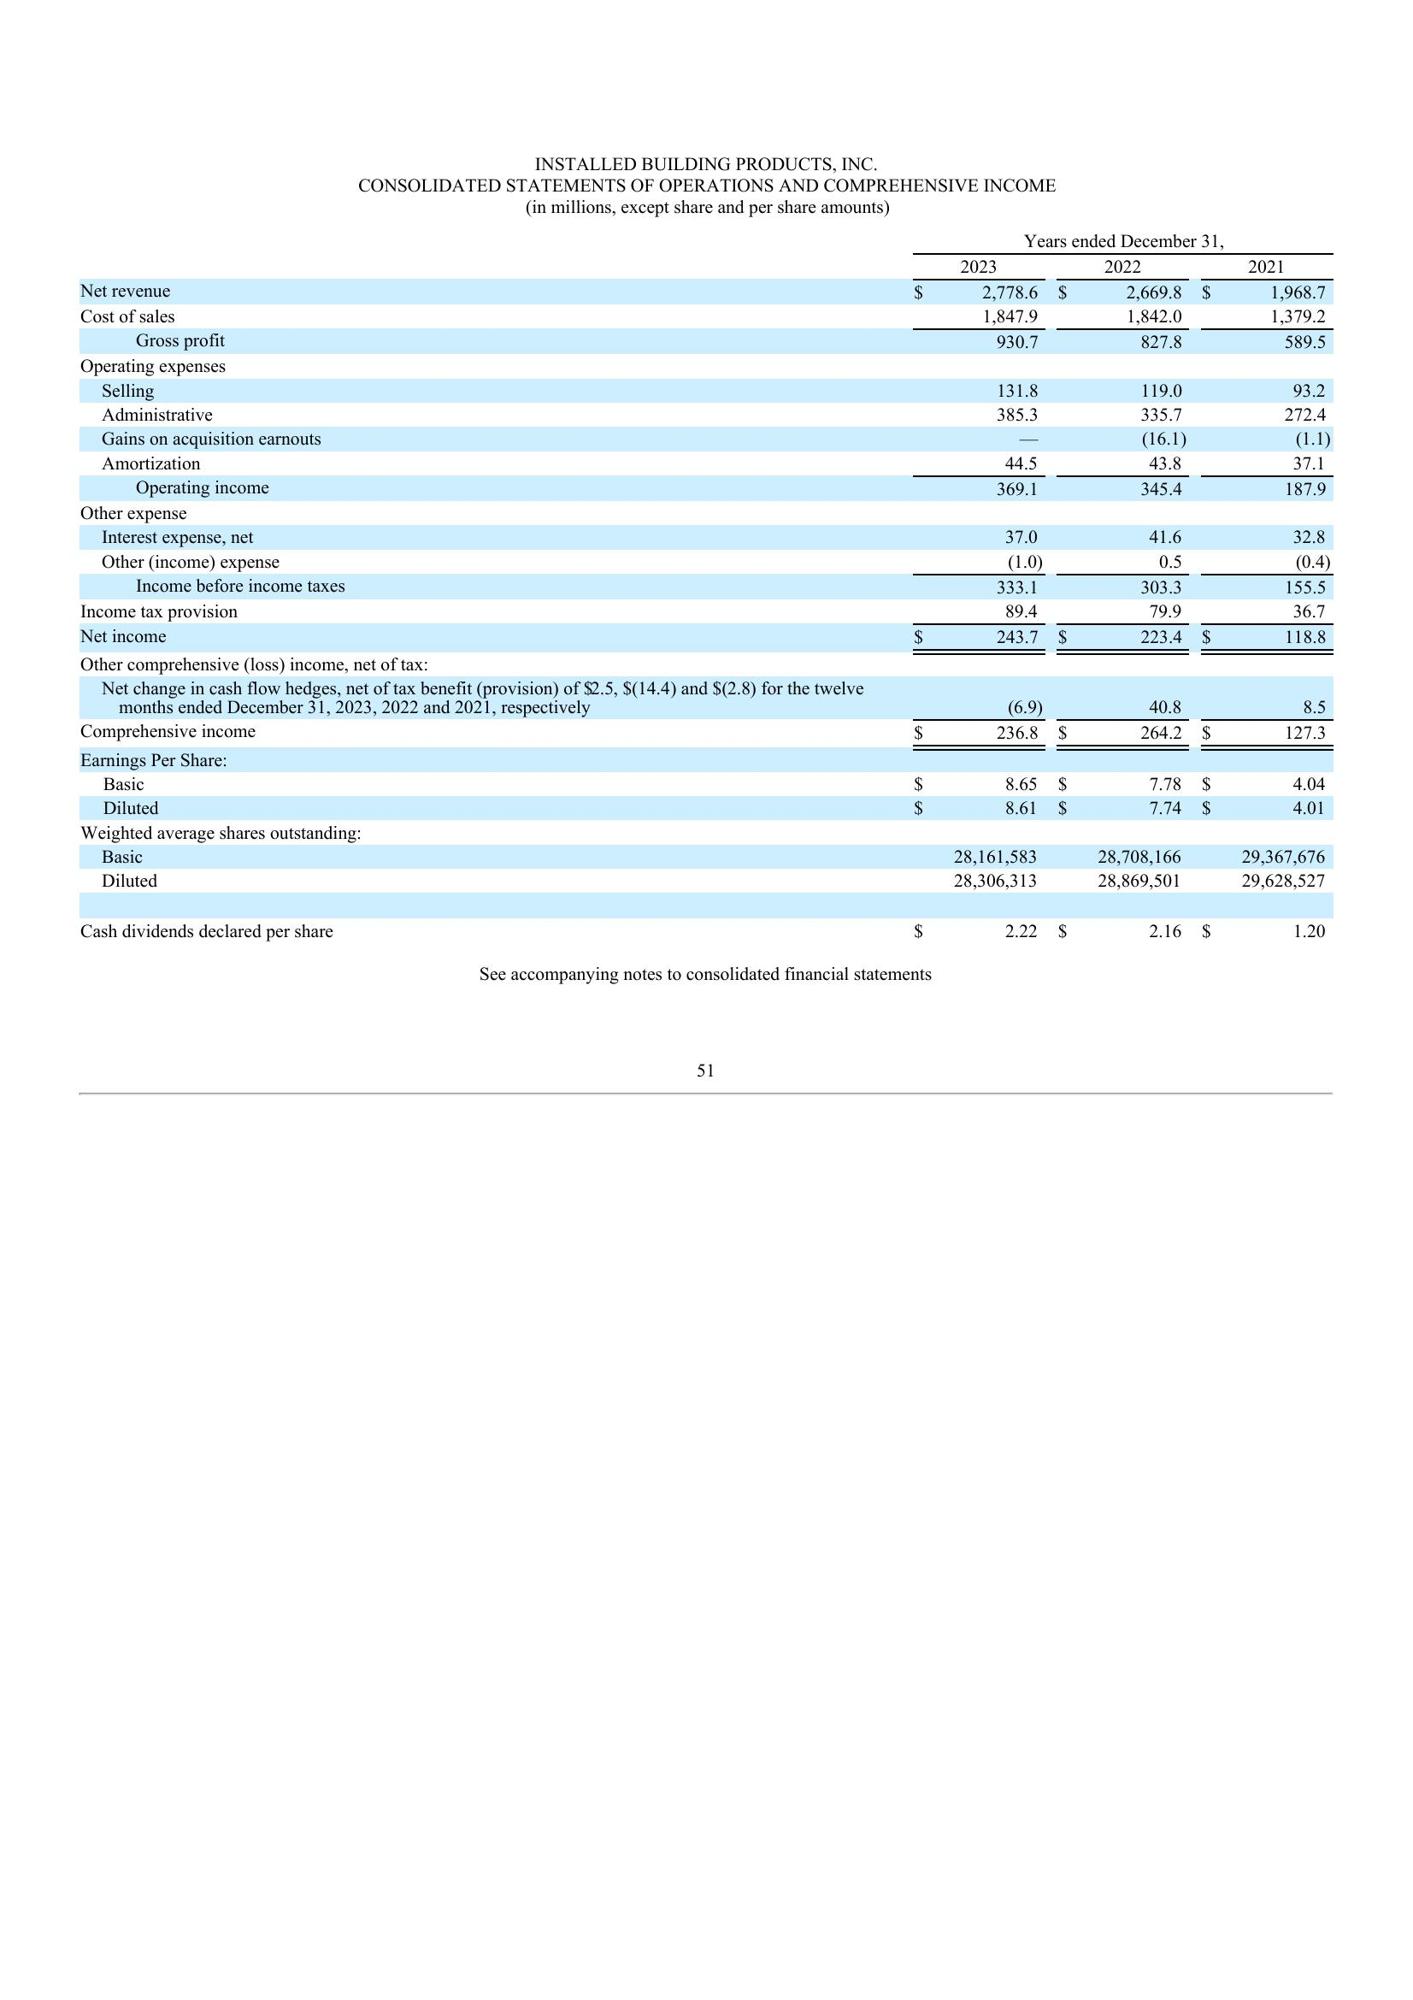 INSTALLED BUILDING PRODUCTS, INC.
CONSOLIDATED STATEMENTS OF OPERATIONS AND COMPREHENSIVE INCOME
(in millions, except share and per share amounts)
Years ended December 31,
2023 2022 2021
Net revenue $ 2,778.6 $ 2,669.8 $ 1,968.7
Cost of sales 1,847.9 1,842.0 1,379.2
Gross profit 930.7 827.8 589.5
Operating expenses
Selling 131.8 119.0 93.2
Administrative 385.3 335.7 272.4
Gains on acquisition earnouts — (16.1) (1.1)
Amortization 44.5 43.8 37.1
Operating income 369.1 345.4 187.9
Other expense
Interest expense, net 37.0 41.6 32.8
Other (income) expense (1.0) 0.5 (0.4)
Income before income taxes 333.1 303.3 155.5
Income tax provision 89.4 79.9 36.7
Net income $ 243.7 $ 223.4 $ 118.8
Other comprehensive (loss) income, net of tax:
Net change in cash flow hedges, net of tax benefit (provision) of $2.5, $(14.4) and $(2.8) for the twelve
months ended December 31, 2023, 2022 and 2021, respectively (6.9) 40.8 8.5
Comprehensive income $ 236.8 $ 264.2 $ 127.3
Earnings Per Share:
Basic $ 8.65 $ 7.78 $ 4.04
Diluted $ 8.61 $ 7.74 $ 4.01
Weighted average shares outstanding:
Basic 28,161,583 28,708,166 29,367,676
Diluted 28,306,313 28,869,501 29,628,527
Cash dividends declared per share $ 2.22 $ 2.16 $ 1.20
See accompanying notes to consolidated financial statements
51